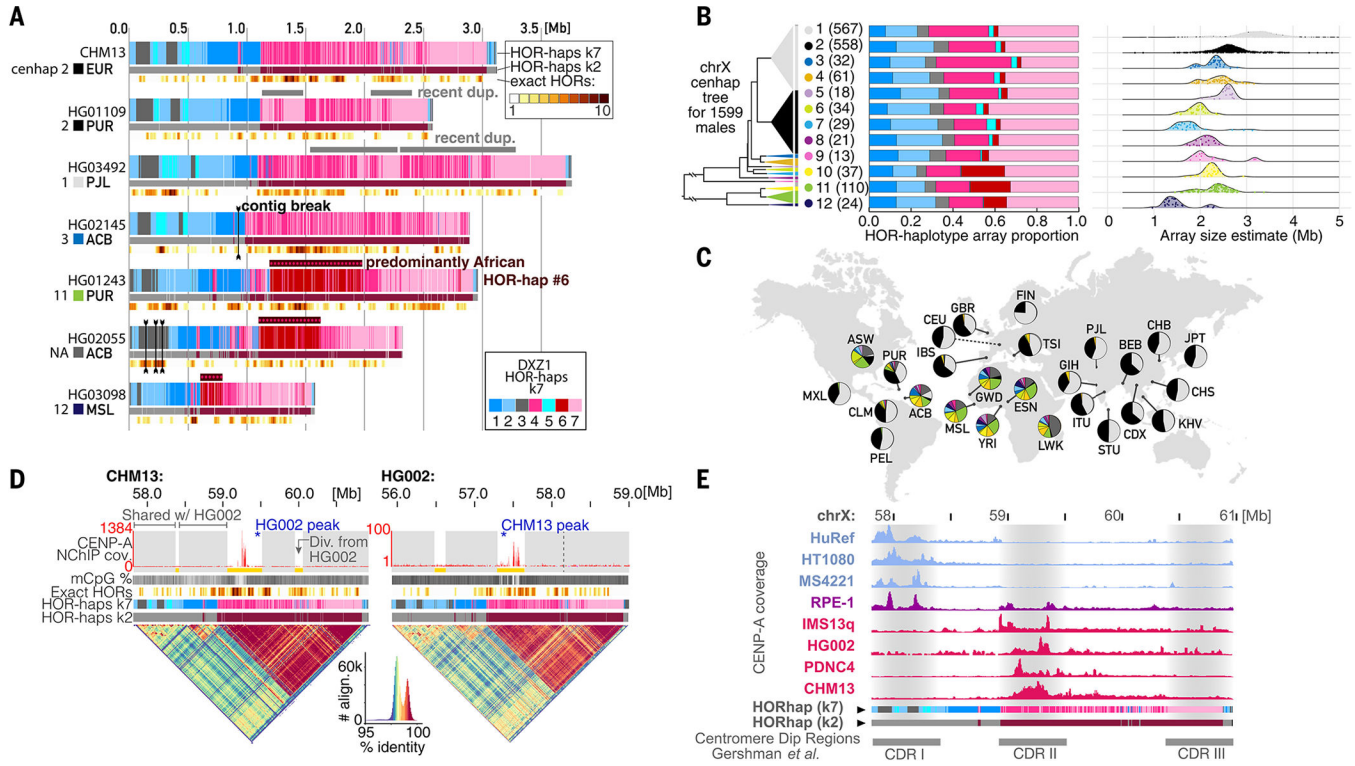 A
0.0 0.5 1.0 1.5 2.0 2.5 3.0 3.5 [Mb]
CHM13
cenhap 2 EUR
HOR-haps k7
HOR-haps k2
exact HORs:
1 10
recent dup.
HG01109
2 PUR
recent dup.
HG03492
1 PJL
contig break
HG02145
3 ACB
predominantly African
HOR-hap #6
HG01243
11 PUR
HG02055
NA ACB
HG03098
12 MSL
DXZ1
HOR-haps
k7
1 2 3 4 5 6 7
B
chrX
cenhap
tree
for 1599
males
1 (567)
2 (558)
3 (32)
4 (61)
5 (18)
6 (34)
7 (29)
8 (21)
9 (13)
10 (37)
11 (110)
12 (24)
0.0 0.2 0.4 0.6 0.8 1.0
HOR-haplotype array proportion
0 1 2 3 4 5
Array size estimate (Mb)
C
FIN
GBR
CEU
TSI
IBS
PJL
CHB
JPT
BEB
ASW
PUR
GIH
MXL
CLM
ACB
GWD
ESN
CHS
PEL
MSL
YRI
LWK
ITU
STU
CDX
KHV
D
CHM13:
58.0 59.0 60.0 [Mb]
Shared w/ HG002
1384
HG002 peak
*
CENP-A
NChIP cov.
0
Div. from
HG002
mCpG %
Exact HORs
HOR-haps k7
HOR-haps k2
HG002:
56.0 57.0 58.0 59.0[Mb]
100
CHM13 peak
*
1
60k
0
# align.
95 100
% identity
E
chrX: 58 59 60 61 [Mb]
CENP-A coverage
HuRef
HT1080
MS4221
RPE-1
IMS13q
HG002
PDNC4
CHM13
HORhap (k7)
HORhap (k2)
Centromere Dip Regions
Gershman et al.
CDR I CDR II CDR III